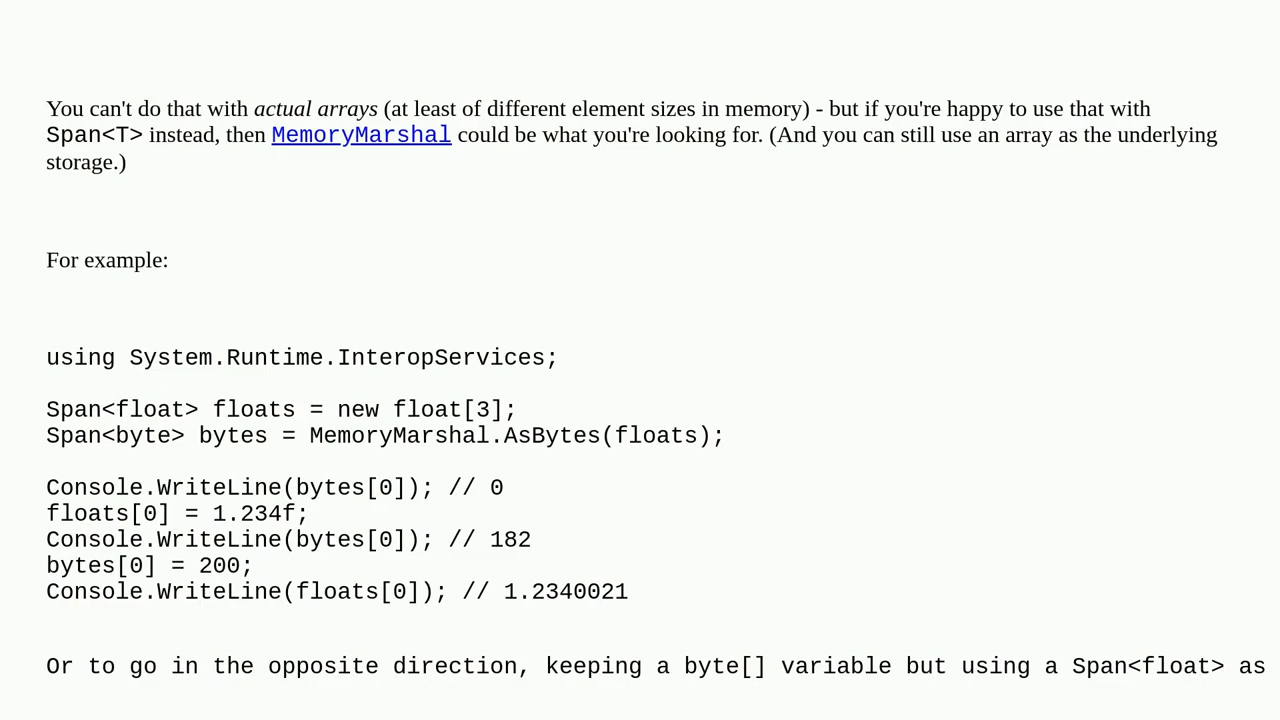 You can't do that with actual arrays (at least of different element sizes in memory) - but if you're happy to use that with
Span<T> instead, then MemoryMarshal could be what you're looking for. (And you can still use an array as the underlying
storage.)
For example:
using System.Runtime.InteropServices;
Span<float> floats = new float[3];
Span<byte> bytes = MemoryMarshal.AsBytes(floats);
Console.WriteLine(bytes[0]); // 0
floats[0] = 1.234f;
Console.WriteLine(bytes[0]); // 182
bytes[0] = 200;
Console.WriteLine(floats[0]); // 1.2340021
Or to go in the opposite direction, keeping a byte[] variable but using a Span<float> as